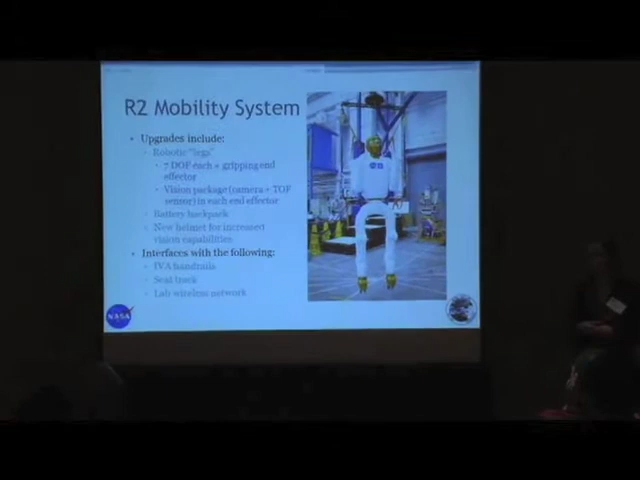 R2 Mobility System
• Upgrades include:
◦ Robotic "legs"
• 7 DOF each + gripping end
effector
• Vision package (camera + TOF
sensor) in each end effector
◦ Battery backpack
◦ New helmet for increased
vision capabilities
• Interfaces with the following:
◦ IVA handrails
◦ Seat track
◦ Lab wireless network
NASA